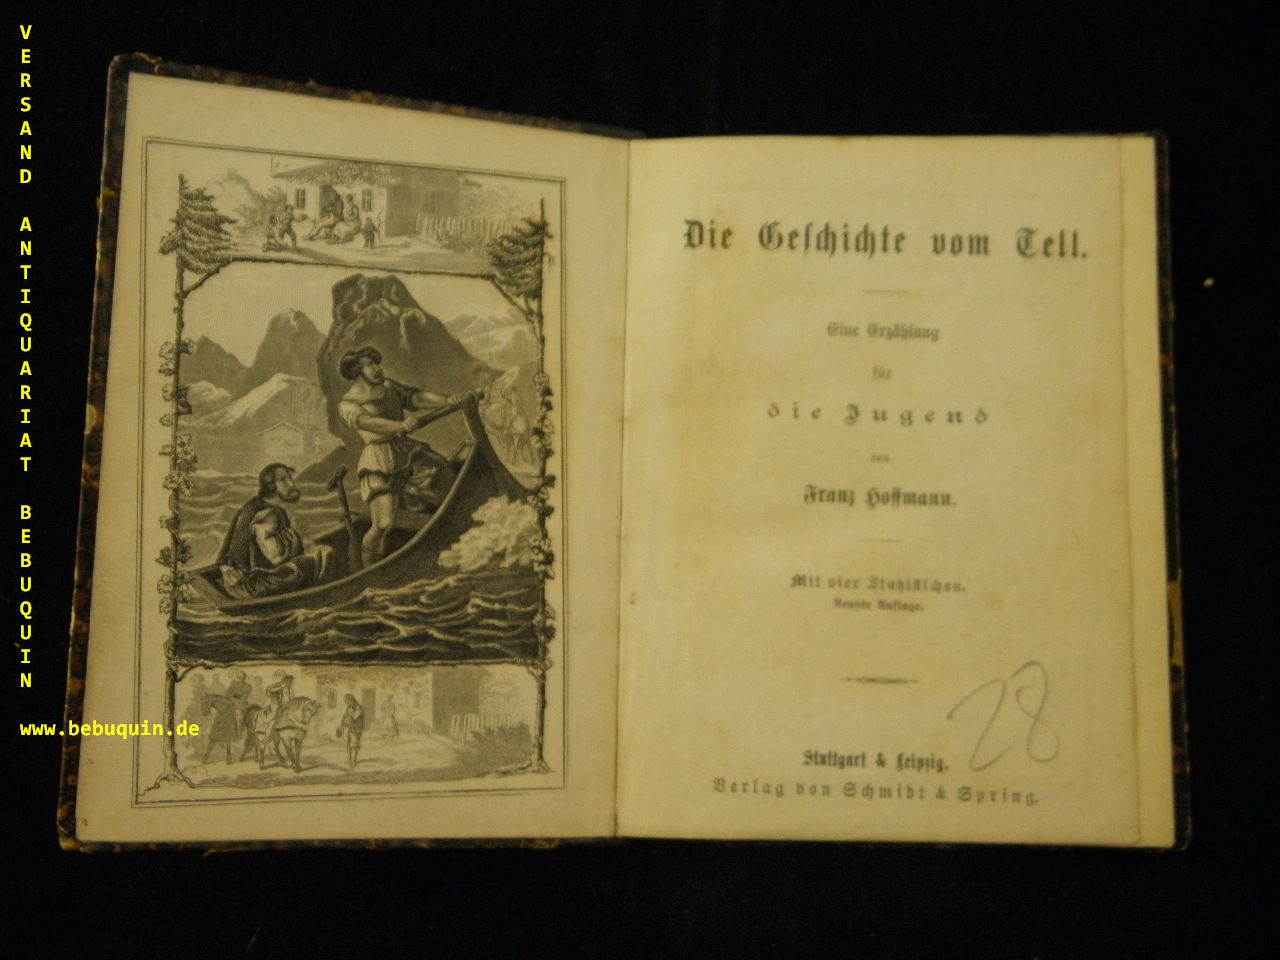 VERSAND ANTIQUARIAT BEBUQUIN
www.bebuquin.de
Die Geſchichte vom Tell.
Eine Erzählung
für
die Jugend
von
Franz Hoffmann.
Mit vier Stahlſtichen.
Neunte Auflage.
28
Stuttgart & Leipzig.
Verlag von Schmidt & Spring.